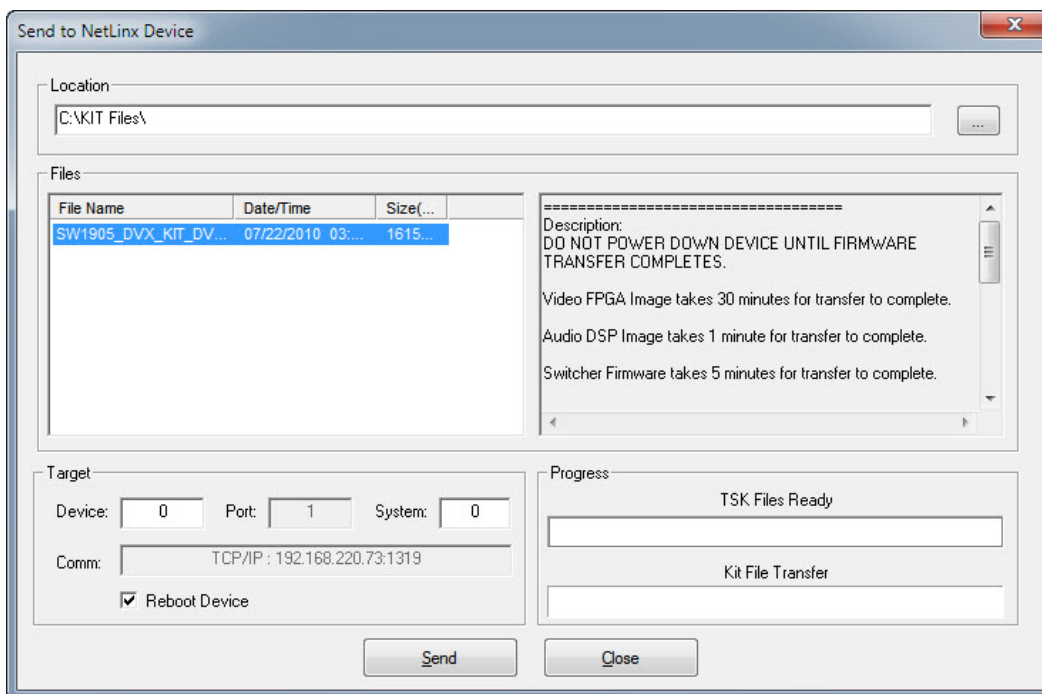 Send to NetLinx Device
Location
C:\KIT Files\
...
Files
File Name Date/Time Size(...
SW1905_DVX_KIT_DV... 07/22/2010 03:... 1615...
===================================
Description:
DO NOT POWER DOWN DEVICE UNTIL FIRMWARE
TRANSFER COMPLETES.
Video FPGA Image takes 30 minutes for transfer to complete.
Audio DSP Image takes 1 minute for transfer to complete.
Switcher Firmware takes 5 minutes for transfer to complete.
Target
Device: 0 Port: 1 System: 0
Comm: TCP/IP : 192.168.220.73:1319
Reboot Device
Progress
TSK Files Ready
Kit File Transfer
Send Close